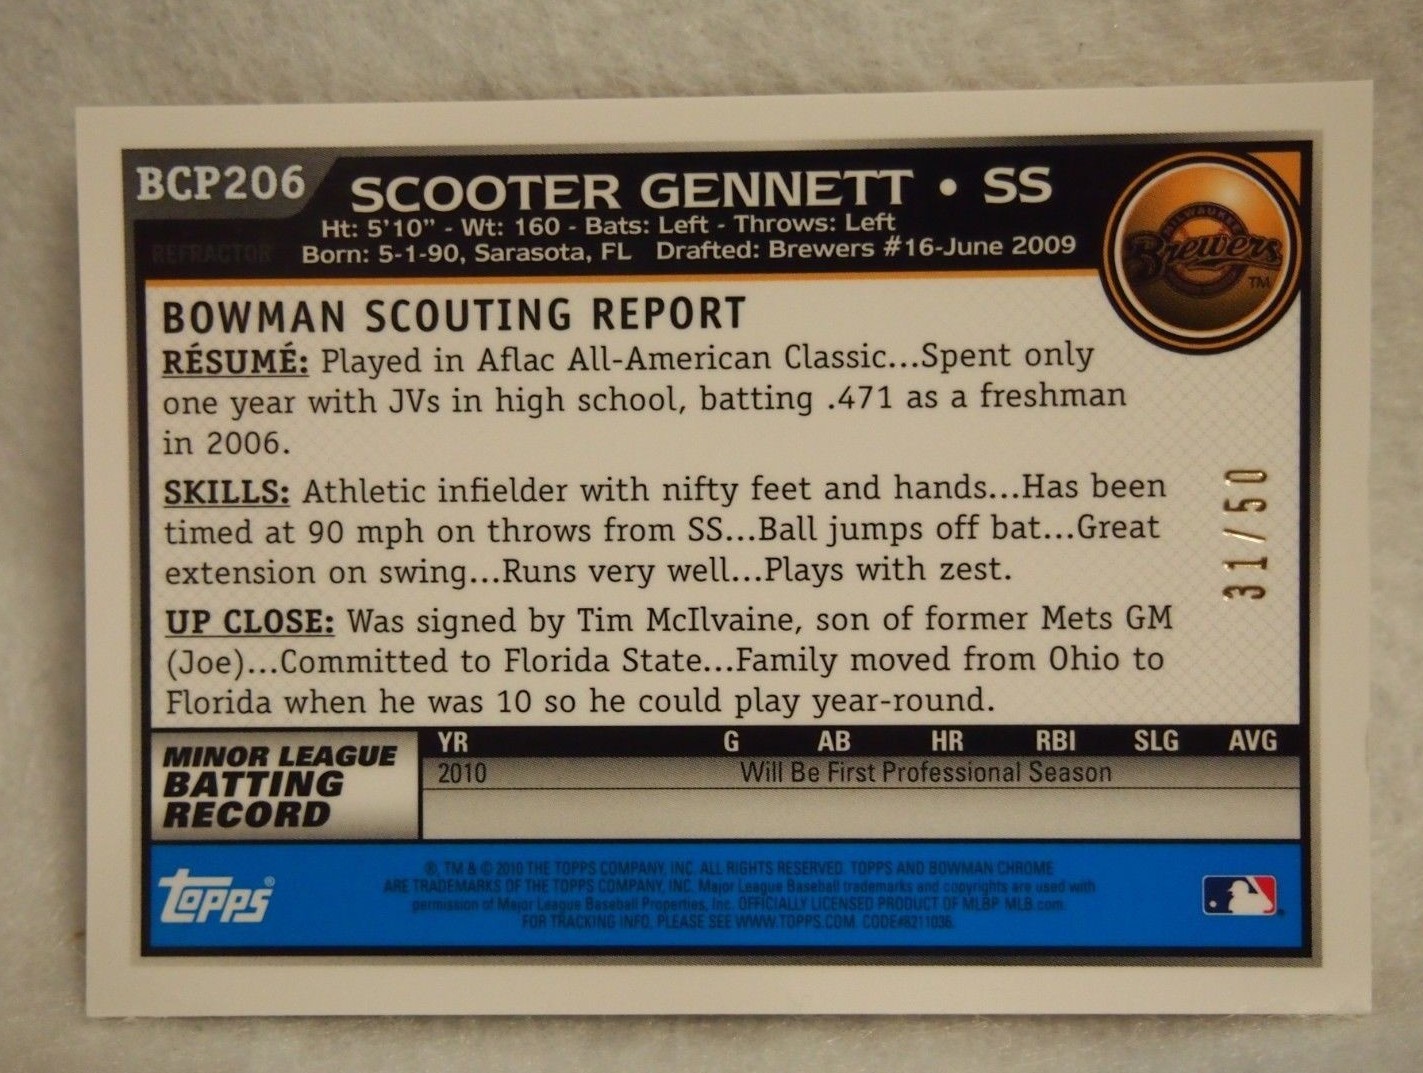 BCP206
SCOOTER GENNETT • SS
Ht: 5'10" - Wt: 160 - Bats: Left - Throws: Left
REFRACTOR
Born: 5-1-90, Sarasota, FL Drafted: Brewers #16-June 2009
MILWAUKEE
Brewers
TM
BOWMAN SCOUTING REPORT
RÉSUMÉ: Played in Aflac All-American Classic...Spent only
one year with JVs in high school, batting .471 as a freshman
in 2006.
SKILLS: Athletic infielder with nifty feet and hands...Has been
timed at 90 mph on throws from SS...Ball jumps off bat...Great
extension on swing...Runs very well...Plays with zest.
UP CLOSE: Was signed by Tim McIlvaine, son of former Mets GM
(Joe)...Committed to Florida State...Family moved from Ohio to
Florida when he was 10 so he could play year-round.
31/50
MINOR LEAGUE
BATTING
RECORD
YR G AB HR RBI SLG AVG
2010 Will Be First Professional Season
TOPPS®
®, TM & © 2010 THE TOPPS COMPANY, INC. ALL RIGHTS RESERVED. TOPPS AND BOWMAN CHROME
ARE TRADEMARKS OF THE TOPPS COMPANY, INC. Major League Baseball trademarks and copyrights are used with
permission of Major League Baseball Properties, Inc. OFFICIALLY LICENSED PRODUCT OF MLBP MLB.com.
FOR TRACKING INFO, PLEASE SEE WWW.TOPPS.COM. CODE#8211036.